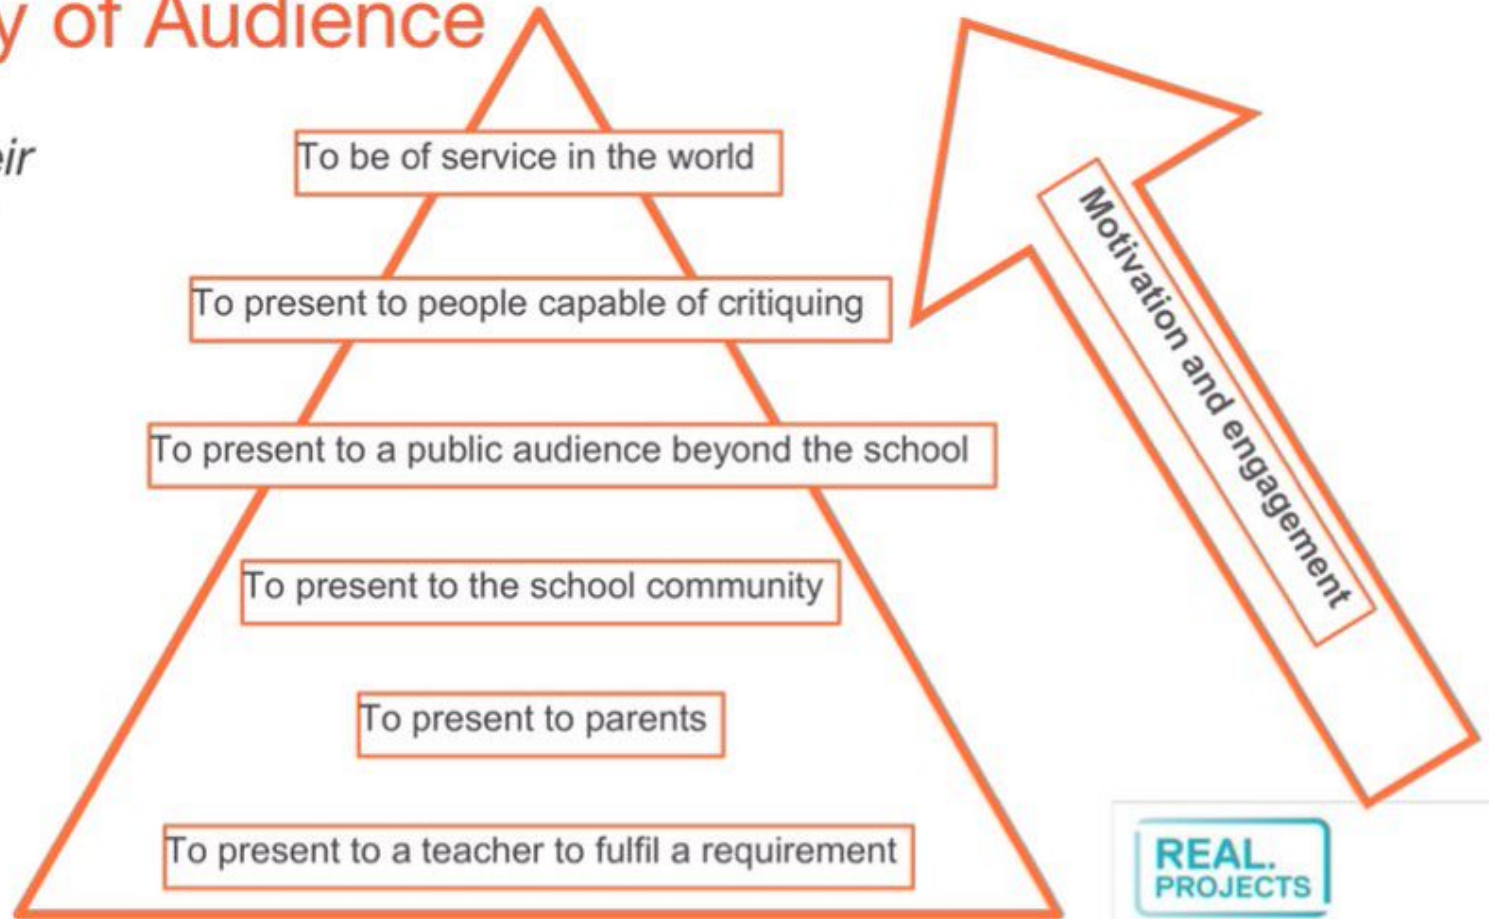 y of Audience
eir
To be of service in the world
To present to people capable of critiquing
To present to a public audience beyond the school
To present to the school community
To present to parents
To present to a teacher to fulfil a requirement
Motivation and engagement
REAL.
PROJECTS